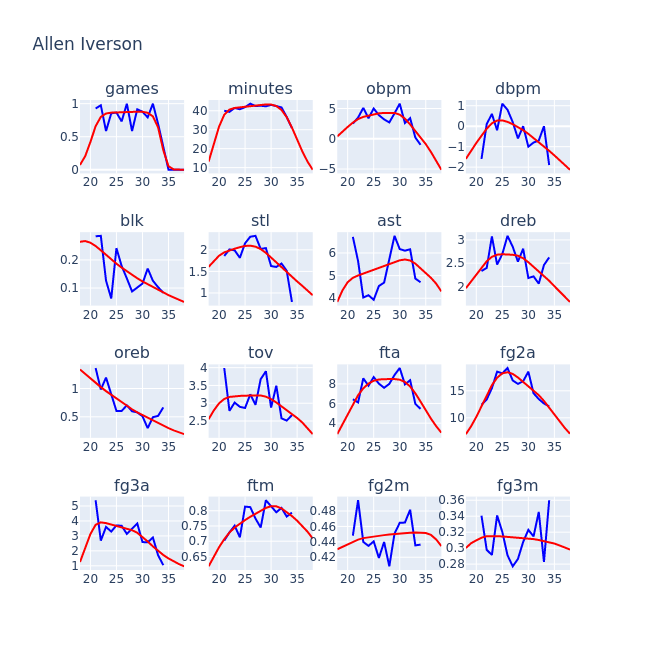 Allen Iverson
games minutes obpm dbpm
1 0.5 0
40 30 20 10
5 0 −5
1 0 −1 −2
20 25 30 35 20 25 30 35 20 25 30 35 20 25 30 35
blk stl ast dreb
0.2 0.1
2 1.5 1
6 5 4
3 2.5 2
20 25 30 35 20 25 30 35 20 25 30 35 20 25 30 35
oreb tov fta fg2a
1 0.5
4 3.5 3 2.5
8 6 4
15 10
20 25 30 35 20 25 30 35 20 25 30 35 20 25 30 35
fg3a ftm fg2m fg3m
5 4 3 2 1
0.8 0.75 0.7 0.65
0.48 0.46 0.44 0.42
0.36 0.34 0.32 0.3 0.28
20 25 30 35 20 25 30 35 20 25 30 35 20 25 30 35